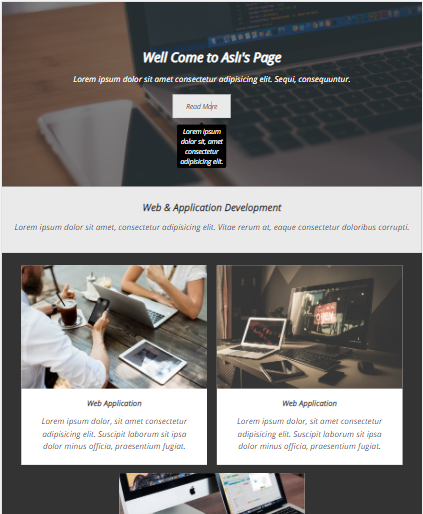 Well Come to Aslı's Page
Lorem ipsum dolor sit amet consectetur adipisicing elit. Sequi, consequuntur.
Read More
Lorem ipsum
dolor sit, amet
consectetur
adipisicing elit.
Web & Application Development
Lorem ipsum dolor sit amet, consectetur adipisicing elit. Vitae rerum at, eaque consectetur doloribus corrupti.
Web Application
Lorem ipsum dolor, sit amet consectetur
adipisicing elit. Suscipit laborum sit ipsa
dolor minus officia, praesentium fugiat.
Web Application
Lorem ipsum dolor, sit amet consectetur
adipisicing elit. Suscipit laborum sit ipsa
dolor minus officia, praesentium fugiat.